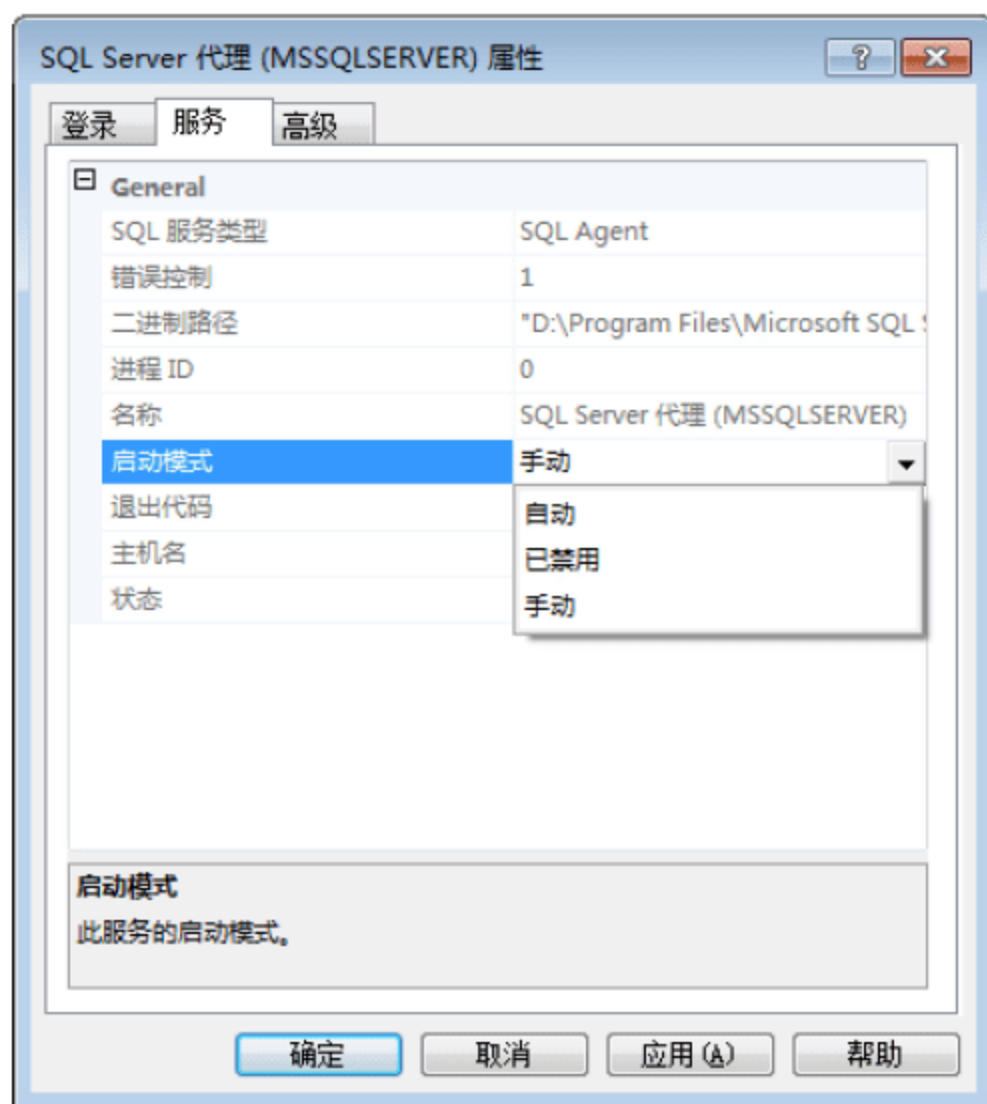 SQL Server 代理 (MSSQLSERVER) 属性
登录 服务 高级
General
SQL 服务类型 SQL Agent
错误控制 1
二进制路径 "D:\Program Files\Microsoft SQL
进程 ID 0
名称 SQL Server 代理 (MSSQLSERVER)
启动模式 手动
退出代码 自动
主机名 已禁用
状态 手动
启动模式
此服务的启动模式。
确定 取消 应用(A) 帮助